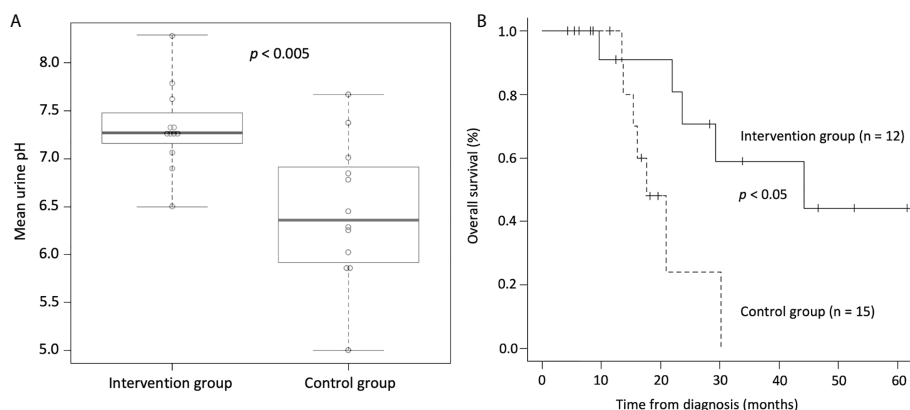 A
p < 0.005
Mean urine pH
8.0
7.5
7.0
6.5
6.0
5.5
5.0
Intervention group
Control group
B
Overall survival (%)
1.0
0.8
0.6
0.4
0.2
0.0
Intervention group (n = 12)
p < 0.05
Control group (n = 15)
0 10 20 30 40 50 60
Time from diagnosis (months)